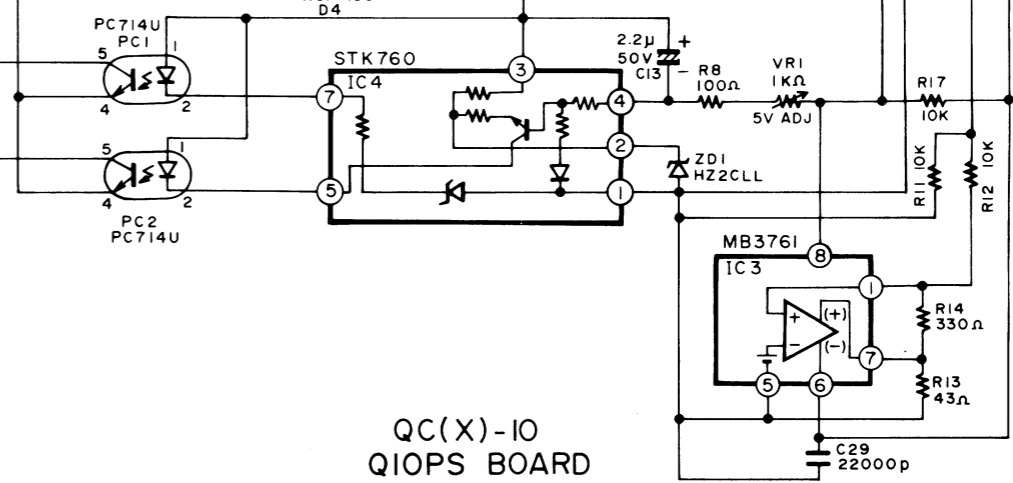 D4
PC714U
PC1
1
5
4
2
STK760
IC4
3
7
4
2
5
1
2.2μ
50V
C13
+
-
R8
100Ω
VR1
1KΩ
5V ADJ
R17
10K
R11 10K
R12 10K
ZD1
HZ2CLL
5
1
4
2
PC2
PC714U
MB3761
IC3
8
1
+
(+)
-
(-)
7
5
6
R14
330Ω
R13
43Ω
C29
22000p
QC(X)-10
Q10PS BOARD